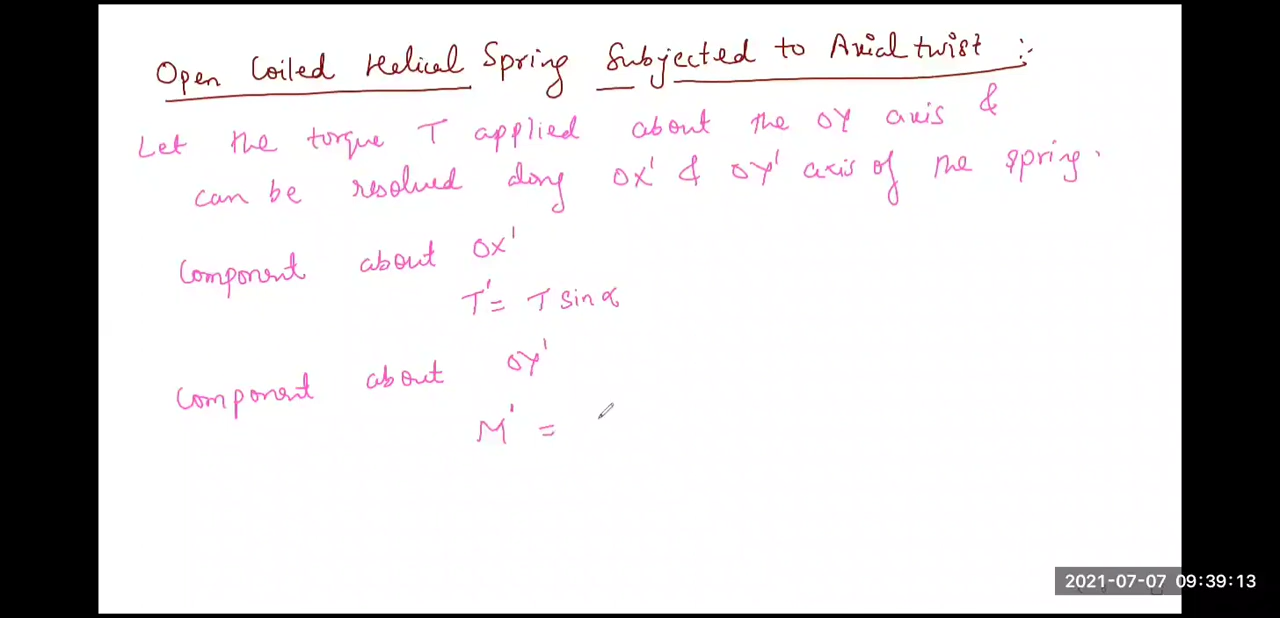 Open Coiled Helical Spring Subjected to Axial twist :-
Let the torque T applied about the OY axis &
can be resolved along OX' & OY' axis of the spring.
Component about OX'
T' = T sin α
Component about OY'
M' =
2021-07-07 09:39:13